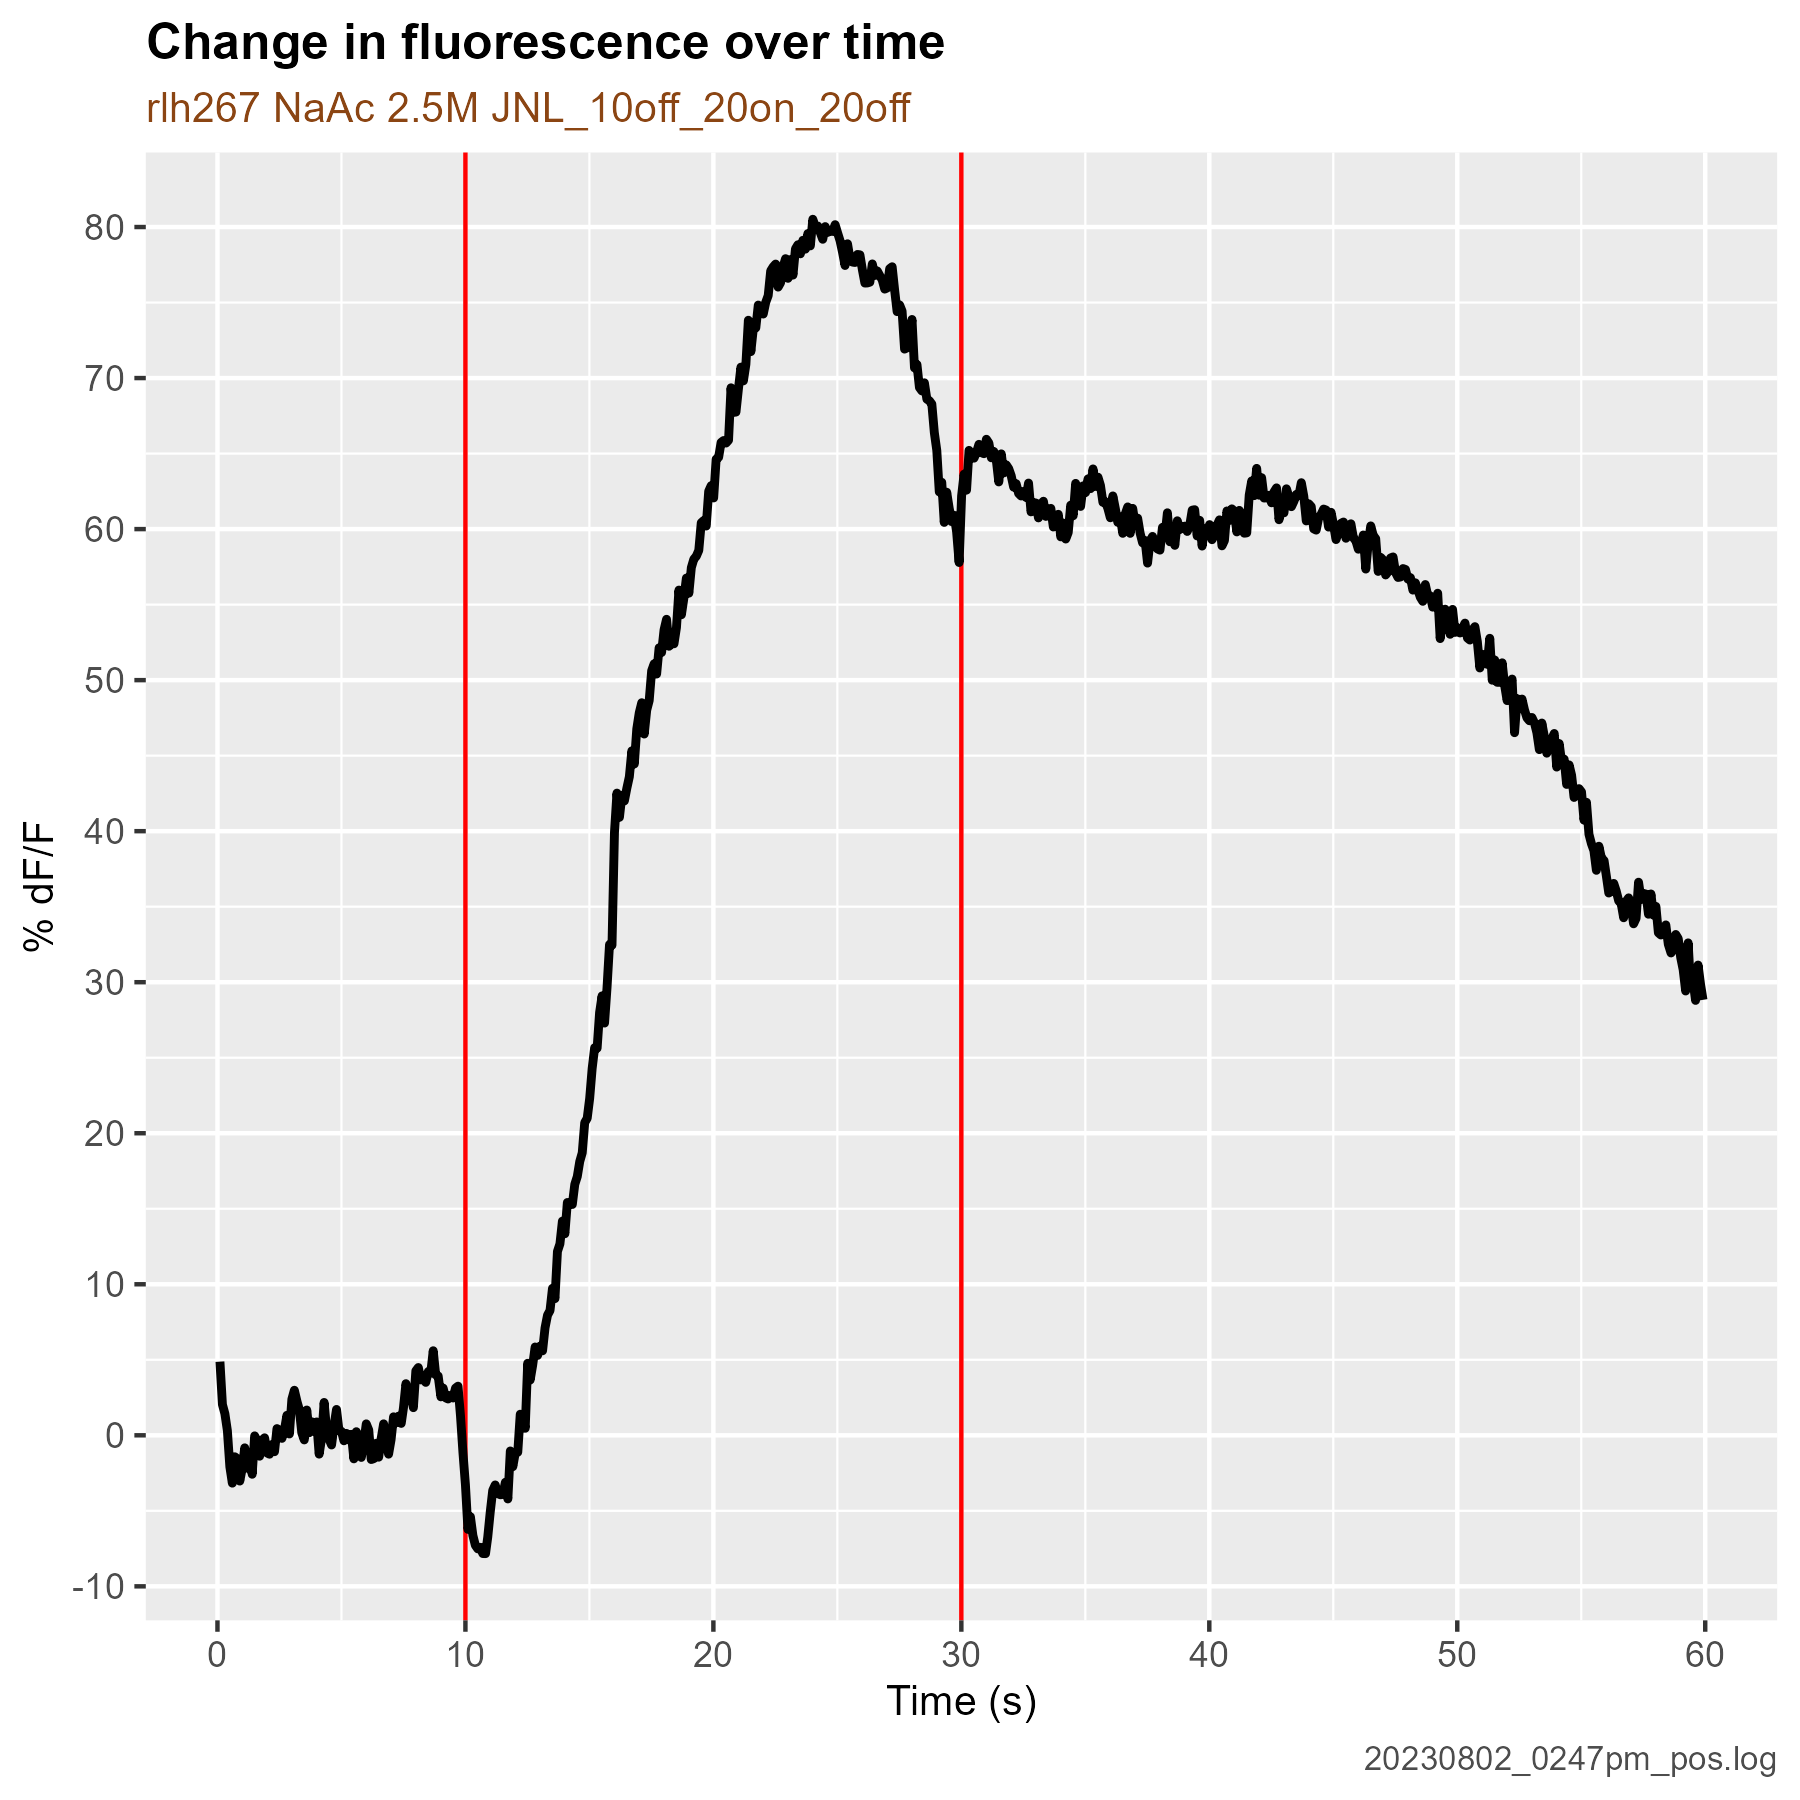 Change in fluorescence over time
rlh267 NaAc 2.5M JNL_10off_20on_20off
% dF/F
80
70
60
50
40
30
20
10
0
-10
0 10 20 30 40 50 60
Time (s)
20230802_0247pm_pos.log